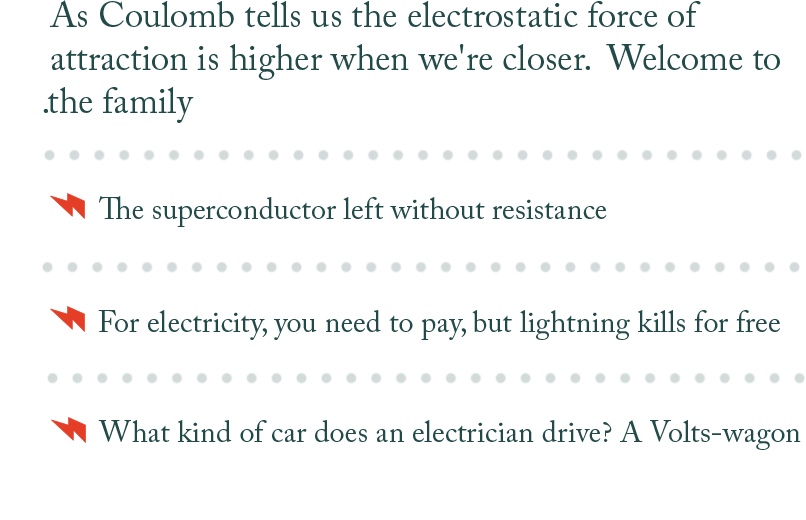 As Coulomb tells us the electrostatic force of
attraction is higher when we're closer.  Welcome to
.the family
The superconductor left without resistance
For electricity, you need to pay, but lightning kills for free
What kind of car does an electrician drive? A Volts-wagon